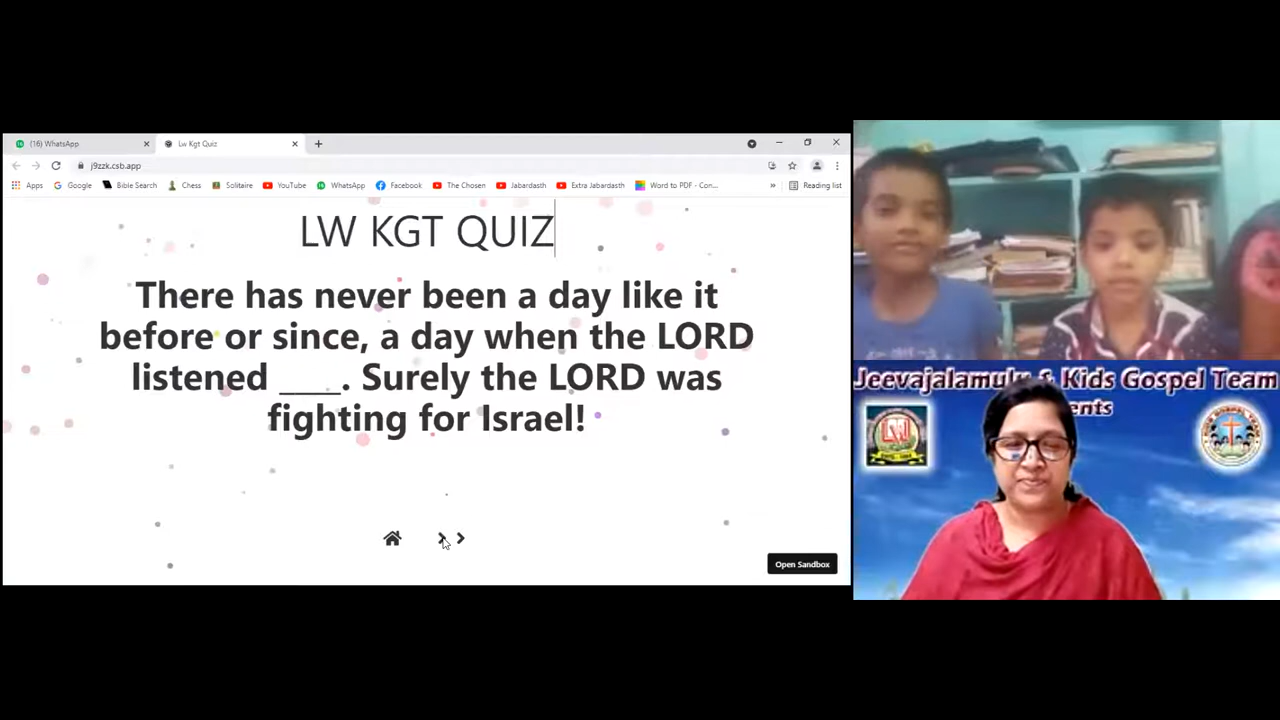 (16) WhatsApp
Lw Kgt Quiz
j9zzk.csb.app
Apps Google Bible Search Chess Solitaire YouTube WhatsApp Facebook The Chosen Jabardasth Extra Jabardasth Word to PDF - Con... » Reading list
LW KGT QUIZ
There has never been a day like it
before or since, a day when the LORD
listened ____. Surely the LORD was
fighting for Israel!
Open Sandbox
Jeevajalamulu & Kids Gospel Team